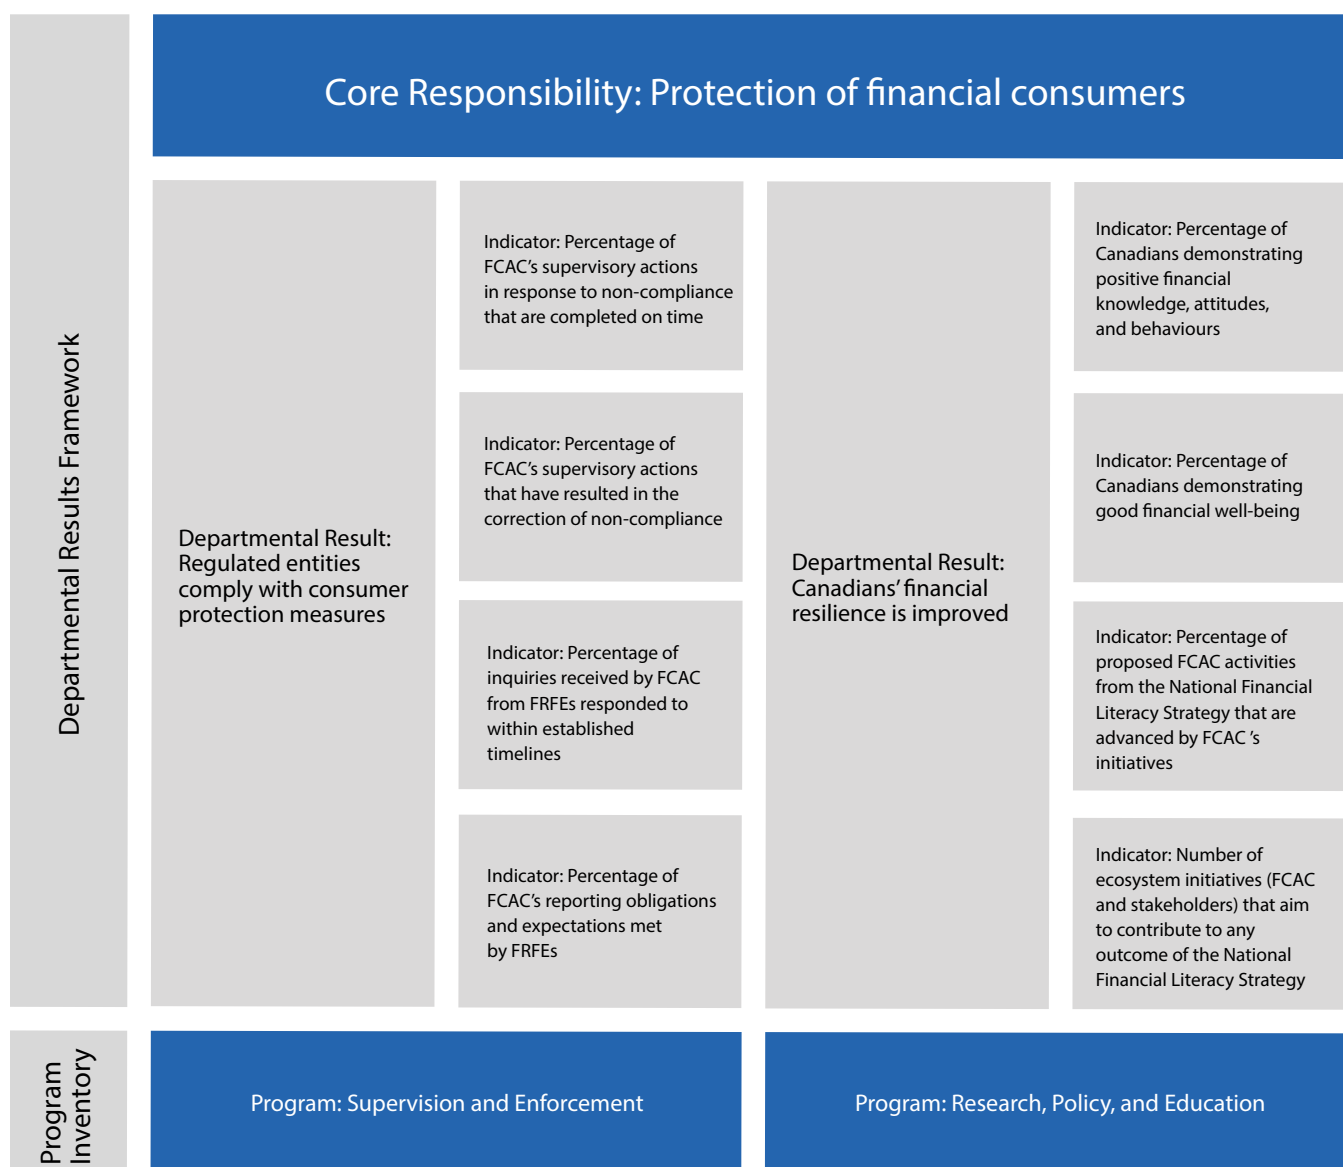 Core Responsibility: Protection of financial consumers
Departmental Results Framework
Departmental Result:
Regulated entities
comply with consumer
protection measures
Indicator: Percentage of
FCAC's supervisory actions
in response to non-compliance
that are completed on time
Indicator: Percentage of
FCAC's supervisory actions
that have resulted in the
correction of non-compliance
Indicator: Percentage of
inquiries received by FCAC
from FRFEs responded to
within established
timelines
Indicator: Percentage of
FCAC's reporting obligations
and expectations met
by FRFEs
Departmental Result:
Canadians' financial
resilience is improved
Indicator: Percentage of
Canadians demonstrating
positive financial
knowledge, attitudes,
and behaviours
Indicator: Percentage of
Canadians demonstrating
good financial well-being
Indicator: Percentage of
proposed FCAC activities
from the National Financial
Literacy Strategy that are
advanced by FCAC 's
initiatives
Indicator: Number of
ecosystem initiatives (FCAC
and stakeholders) that aim
to contribute to any
outcome of the National
Financial Literacy Strategy
Program
Inventory
Program: Supervision and Enforcement
Program: Research, Policy, and Education